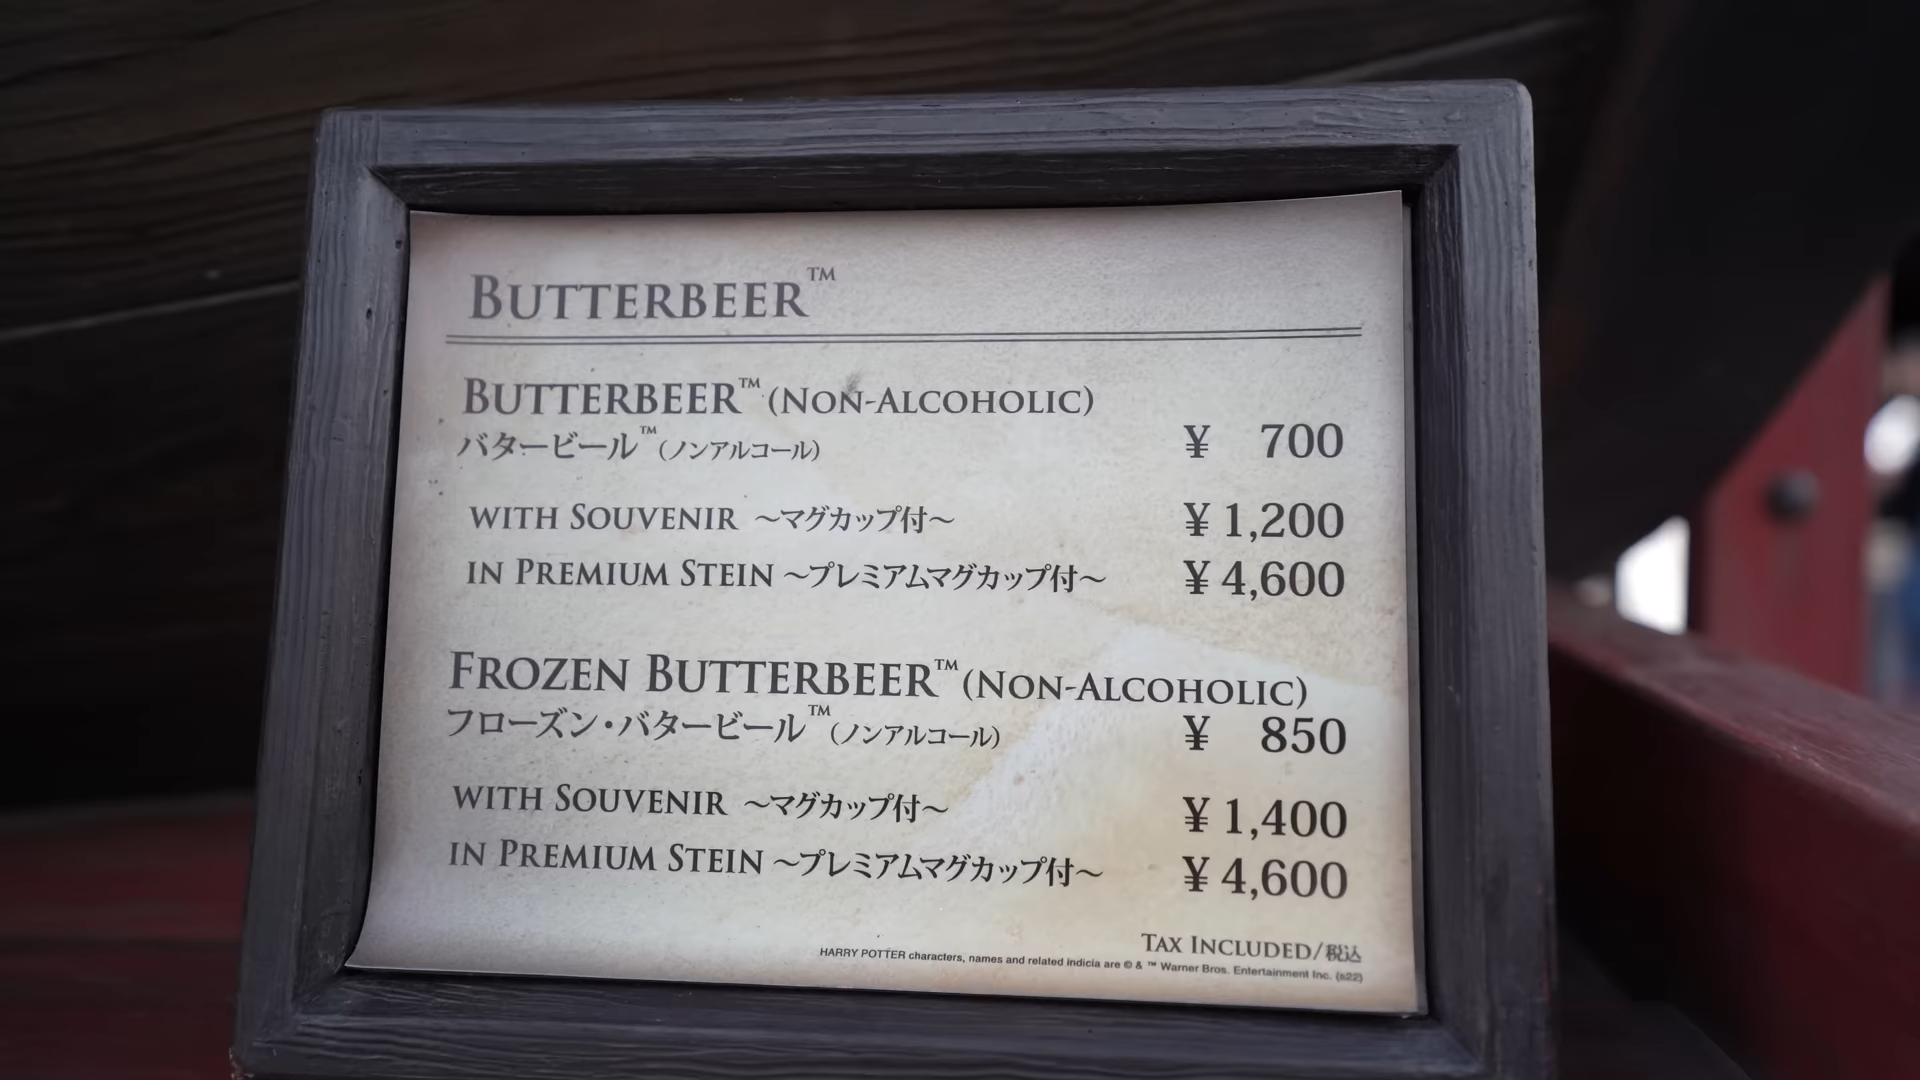 BUTTERBEER™
BUTTERBEER™ (NON-ALCOHOLIC)
バタービール™(ノンアルコール) ¥ 700
WITH SOUVENIR ～マグカップ付～ ¥1,200
IN PREMIUM STEIN ～プレミアムマグカップ付～ ¥4,600
FROZEN BUTTERBEER™ (NON-ALCOHOLIC)
フローズン・バタービール™(ノンアルコール) ¥ 850
WITH SOUVENIR ～マグカップ付～ ¥1,400
IN PREMIUM STEIN ～プレミアムマグカップ付～ ¥4,600
TAX INCLUDED/税込
HARRY POTTER characters, names and related indicia are © & ™ Warner Bros. Entertainment Inc. (s22)